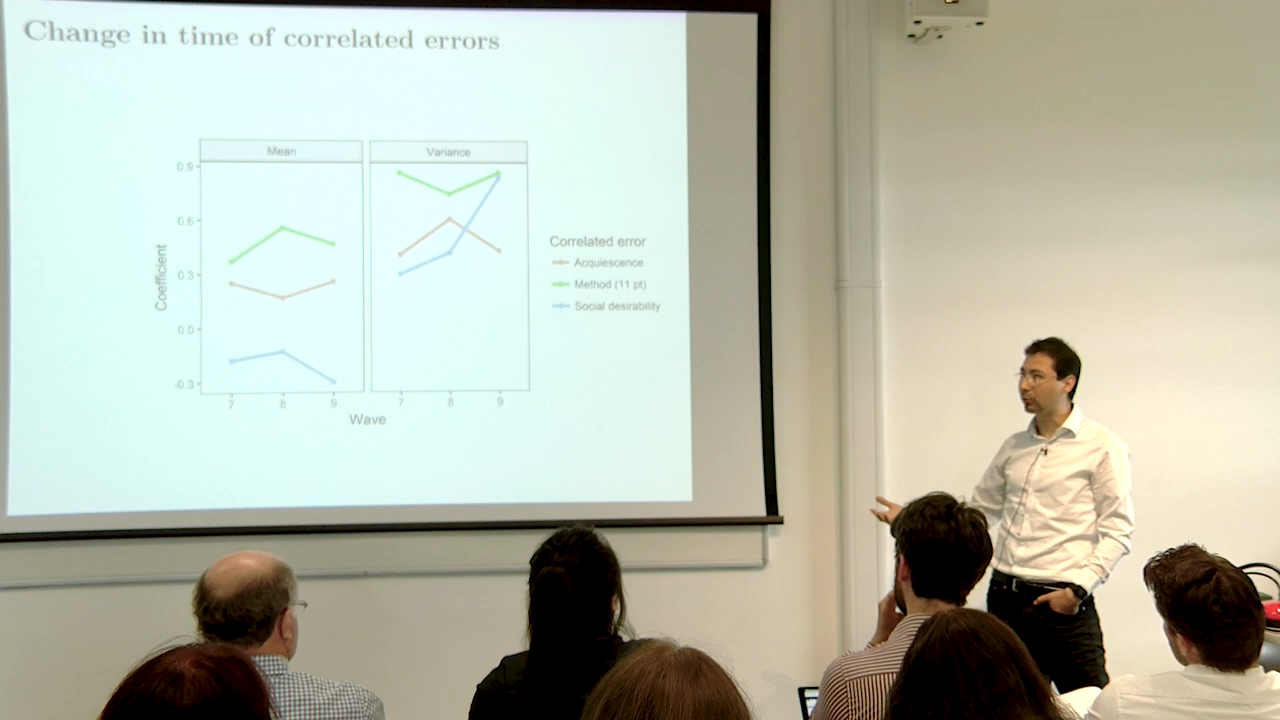 Change in time of correlated errors
Mean
Variance
0.9
0.6
0.3
0.0
-0.3
Coefficient
7
8
9
7
8
9
Wave
Correlated error
Acquiescence
Method (11 pt)
Social desirability